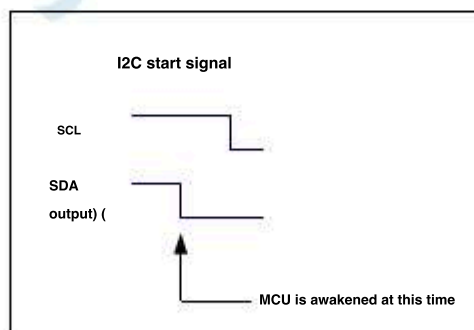 I2C start signal
SCL
SDA
output) (
MCU is awakened at this time